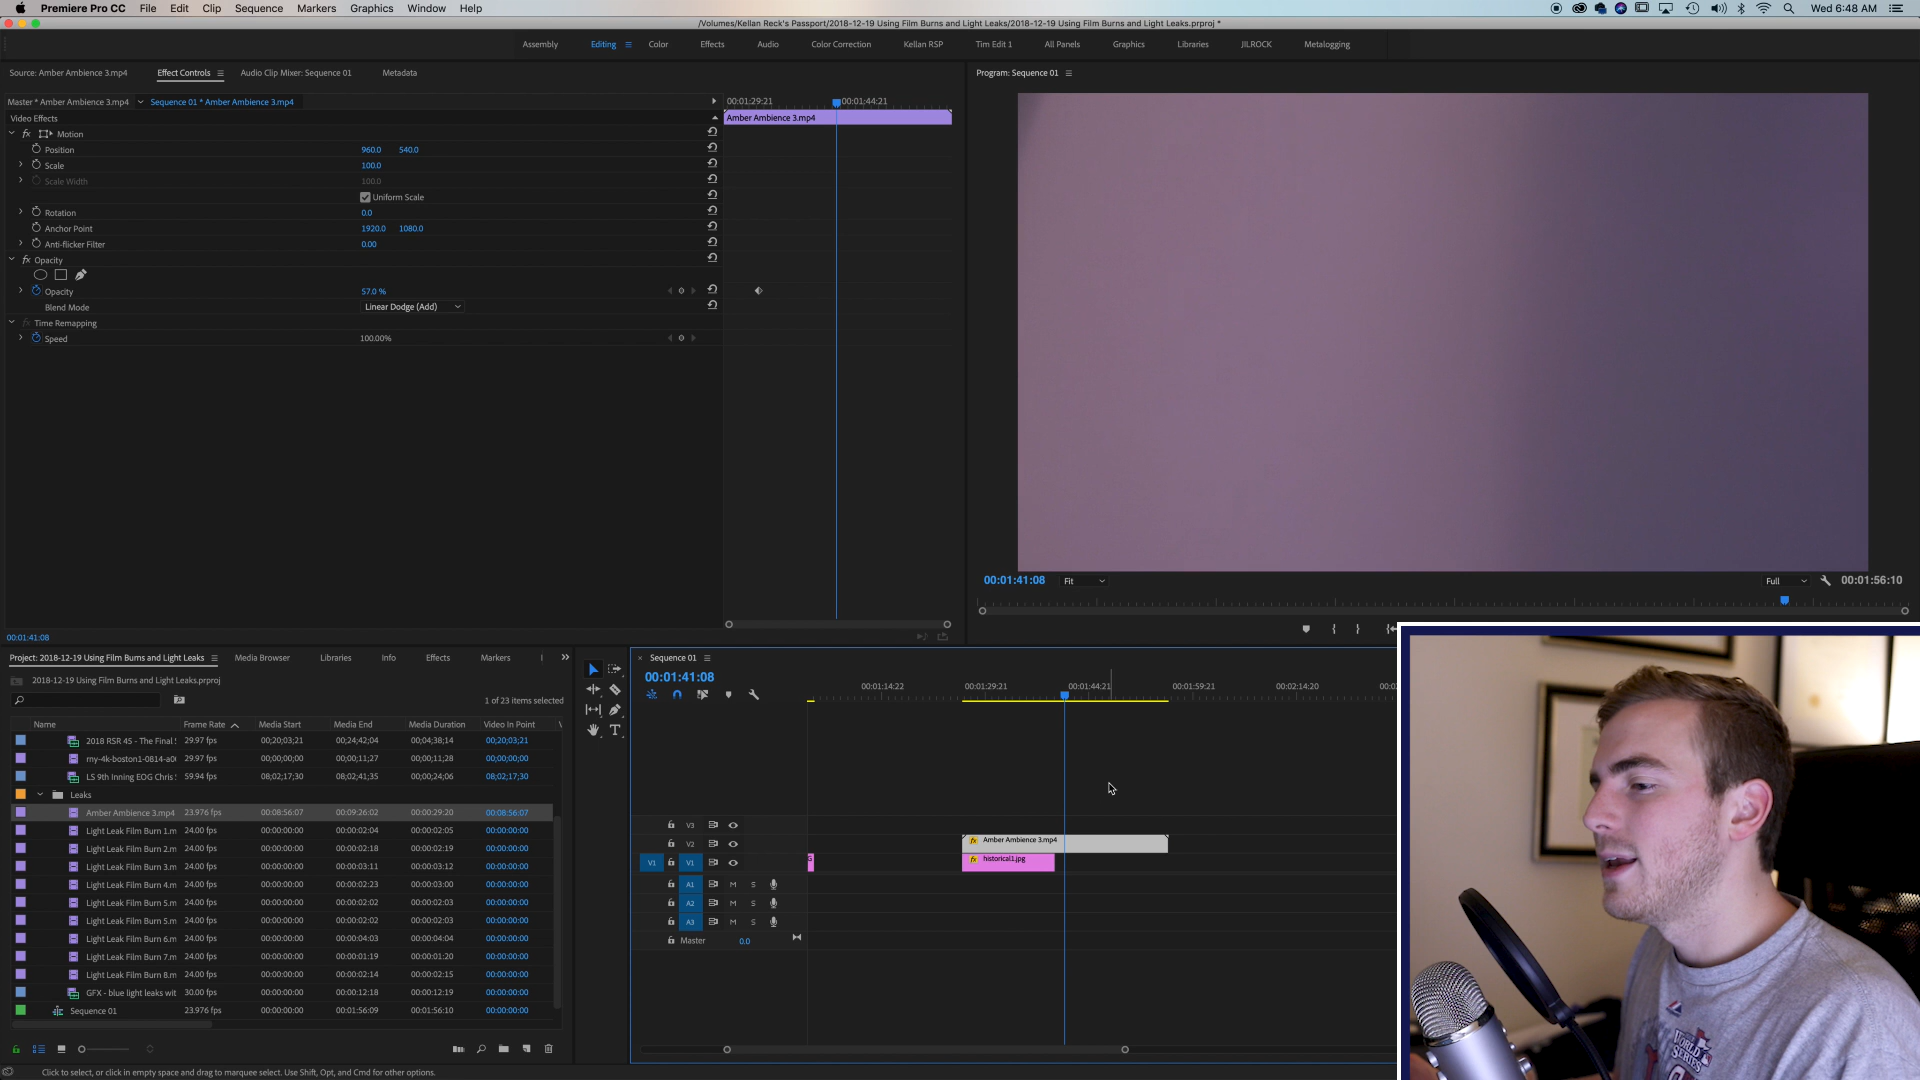 Premiere Pro CC File Edit Clip Sequence Markers Graphics Window Help Wed 6:48 AM
/Volumes/Kellan Reck's Passport/2018-12-19 Using Film Burns and Light Leaks/2018-12-19 Using Film Burns and Light Leaks.prproj *
Assembly Editing Color Effects Audio Color Correction Kellan RSP Tim Edit 1 All Panels Graphics Libraries JILROCK Metalogging
Source: Amber Ambience 3.mp4 Effect Controls Audio Clip Mixer: Sequence 01 Metadata
Program: Sequence 01
Master * Amber Ambience 3.mp4 Sequence 01 * Amber Ambience 3.mp4
00:01:29:21 00:01:44:21
Video Effects
Amber Ambience 3.mp4
fx Motion
Position 960.0 540.0
Scale 100.0
Scale Width 100.0
Uniform Scale
Rotation 0.0
Anchor Point 1920.0 1080.0
Anti-flicker Filter 0.00
fx Opacity
Opacity 57.0 %
Blend Mode Linear Dodge (Add)
Time Remapping
Speed 100.00%
00:01:41:08 Fit Full 00:01:56:10
00:01:41:08
Project: 2018-12-19 Using Film Burns and Light Leaks Media Browser Libraries Info Effects Markers
2018-12-19 Using Film Burns and Light Leaks.prproj
1 of 23 items selected
Name Frame Rate Media Start Media End Media Duration Video In Point
2018 RSR 45 - The Final 29.97 fps 00;20;03;21 00;24;42;04 00;04;38;14 00;20;03;21
my-4k-boston1-0814-a0 29.97 fps 00;00;00;00 00;00;11;27 00;00;11;28 00;00;00;00
LS 9th Inning EOG Chris 59.94 fps 08;02;17;30 08;02;41;35 00;00;24;06 08;02;17;30
Leaks
Amber Ambience 3.mp4 23.976 fps 00:08:56:07 00:09:26:02 00:00:29:20 00:08:56:07
Light Leak Film Burn 1.m 24.00 fps 00:00:00:00 00:00:02:04 00:00:02:05 00:00:00:00
Light Leak Film Burn 2.m 24.00 fps 00:00:00:00 00:00:02:18 00:00:02:19 00:00:00:00
Light Leak Film Burn 3.m 24.00 fps 00:00:00:00 00:00:03:11 00:00:03:12 00:00:00:00
Light Leak Film Burn 4.m 24.00 fps 00:00:00:00 00:00:02:23 00:00:03:00 00:00:00:00
Light Leak Film Burn 5.m 24.00 fps 00:00:00:00 00:00:02:02 00:00:02:03 00:00:00:00
Light Leak Film Burn 5.m 24.00 fps 00:00:00:00 00:00:02:02 00:00:02:03 00:00:00:00
Light Leak Film Burn 6.m 24.00 fps 00:00:00:00 00:00:04:03 00:00:04:04 00:00:00:00
Light Leak Film Burn 7.m 24.00 fps 00:00:00:00 00:00:01:19 00:00:01:20 00:00:00:00
Light Leak Film Burn 8.m 24.00 fps 00:00:00:00 00:00:02:14 00:00:02:15 00:00:00:00
GFX - blue light leaks wit 30.00 fps 00:00:00:00 00:00:12:18 00:00:12:19 00:00:00:00
Sequence 01 23.976 fps 00:00:00:00 00:01:56:09 00:01:56:10 00:00:00:00
Sequence 01
00:01:41:08
00:01:14:22 00:01:29:21 00:01:44:21 00:01:59:21 00:02:14:20
V3
V2 fx Amber Ambience 3.mp4
V1 V1 fx historical1.jpg
A1 M S
A2 M S
A3 M S
Master 0.0
Click to select, or click in empty space and drag to marquee select. Use Shift, Opt, and Cmd for other options.
WORLD
SERIES